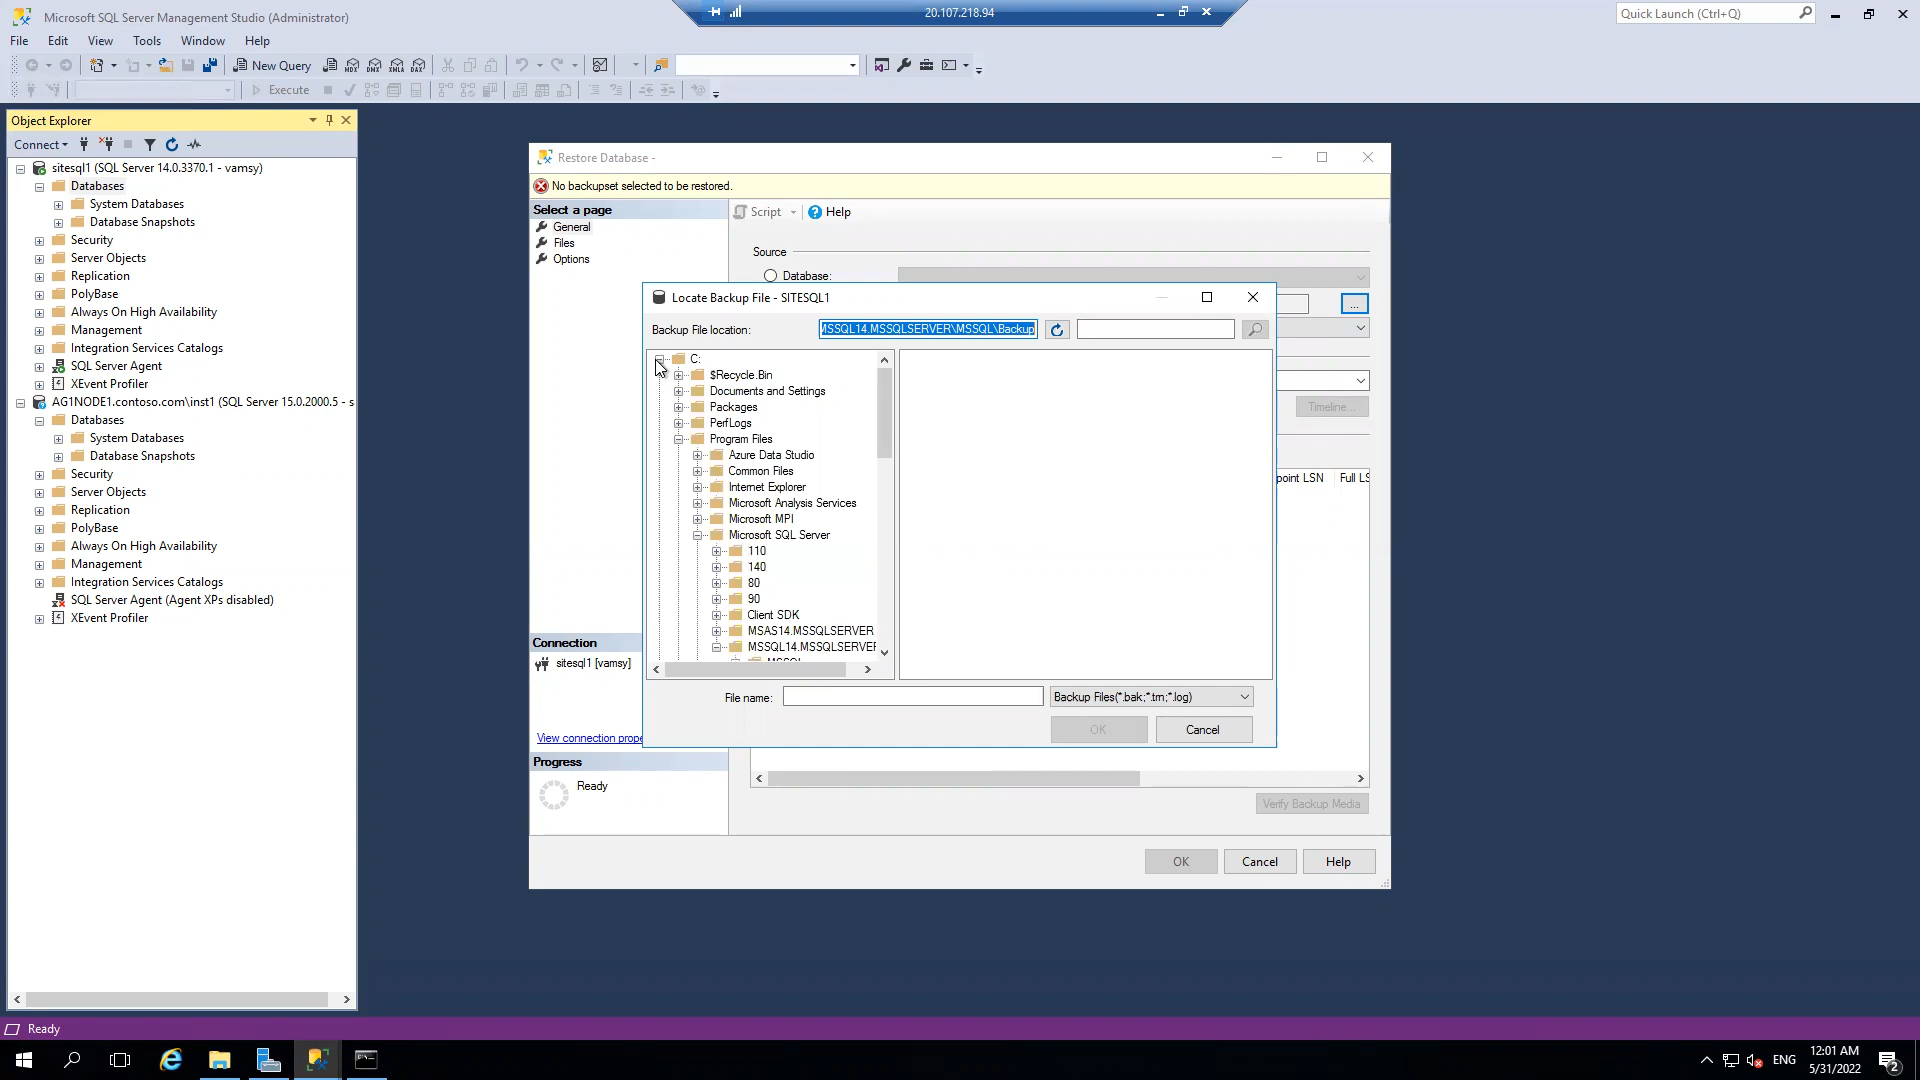 Microsoft SQL Server Management Studio (Administrator)
20.107.218.94
Quick Launch (Ctrl+Q)
File Edit View Tools Window Help
New Query
MDX DMX XMLA DAX
Execute
Object Explorer
Connect
sitesql1 (SQL Server 14.0.3370.1 - vamsy)
Databases
System Databases
Database Snapshots
Security
Server Objects
Replication
PolyBase
Always On High Availability
Management
Integration Services Catalogs
SQL Server Agent
XEvent Profiler
AG1NODE1.contoso.com\inst1 (SQL Server 15.0.2000.5 - s
Databases
System Databases
Database Snapshots
Security
Server Objects
Replication
PolyBase
Always On High Availability
Management
Integration Services Catalogs
SQL Server Agent (Agent XPs disabled)
XEvent Profiler
Restore Database -
No backupset selected to be restored.
Select a page
General
Files
Options
Script Help
Source
Database:
...
Timeline...
point LSN Full LS
Connection
sitesql1 [vamsy]
View connection prope
Progress
Ready
Verify Backup Media
OK Cancel Help
Locate Backup File - SITESQL1
Backup File location: MSSQL14.MSSQLSERVER\MSSQL\Backup
C:
$Recycle.Bin
Documents and Settings
Packages
PerfLogs
Program Files
Azure Data Studio
Common Files
Internet Explorer
Microsoft Analysis Services
Microsoft MPI
Microsoft SQL Server
110
140
80
90
Client SDK
MSAS14.MSSQLSERVER
MSSQL14.MSSQLSERVER
MSSQL
File name: Backup Files(*.bak;*.trn;*.log)
OK Cancel
Ready
ENG
12:01 AM
5/31/2022
2